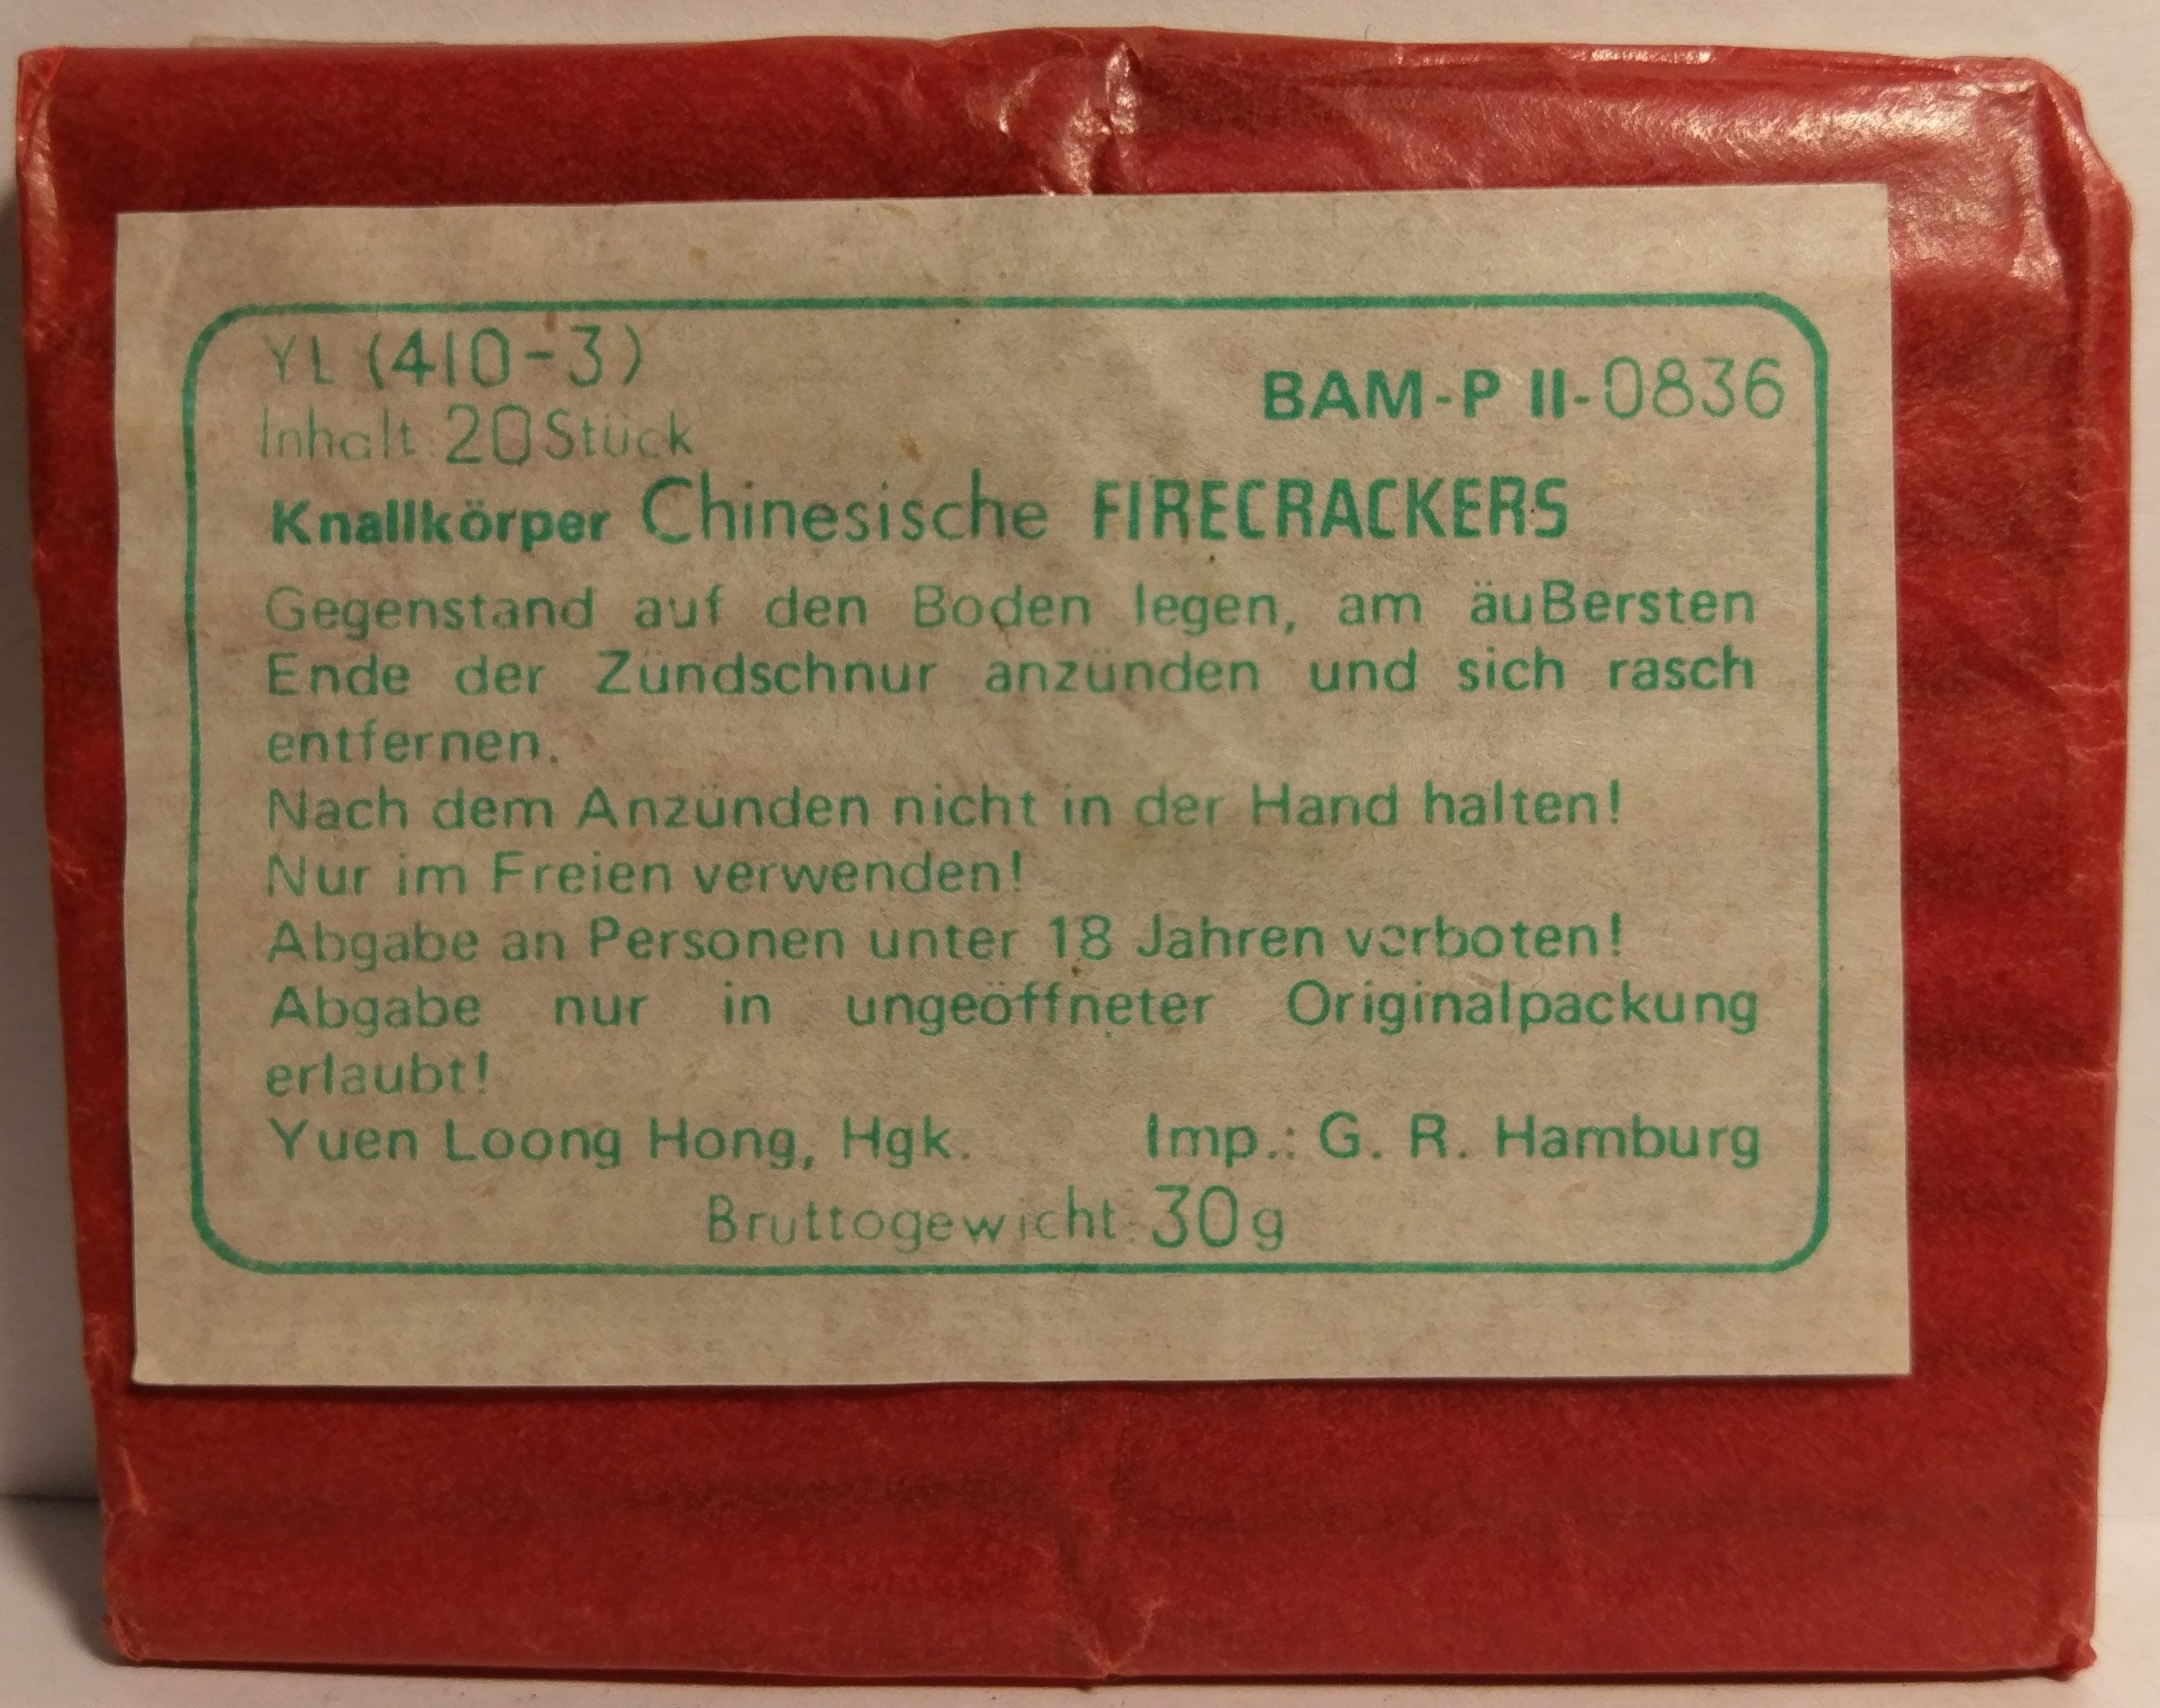 YL (410-3)
BAM-P II-0836
Inhalt: 20 Stück
Knallkörper Chinesische FIRECRACKERS
Gegenstand auf den Boden legen, am äuBersten
Ende der Zündschnur anzünden und sich rasch
entfernen.
Nach dem Anzünden nicht in der Hand halten!
Nur im Freien verwenden!
Abgabe an Personen unter 18 Jahren verboten!
Abgabe nur in ungeöffneter Originalpackung
erlaubt!
Yuen Loong Hong, Hgk. Imp.: G. R. Hamburg
Bruttogewicht: 30g